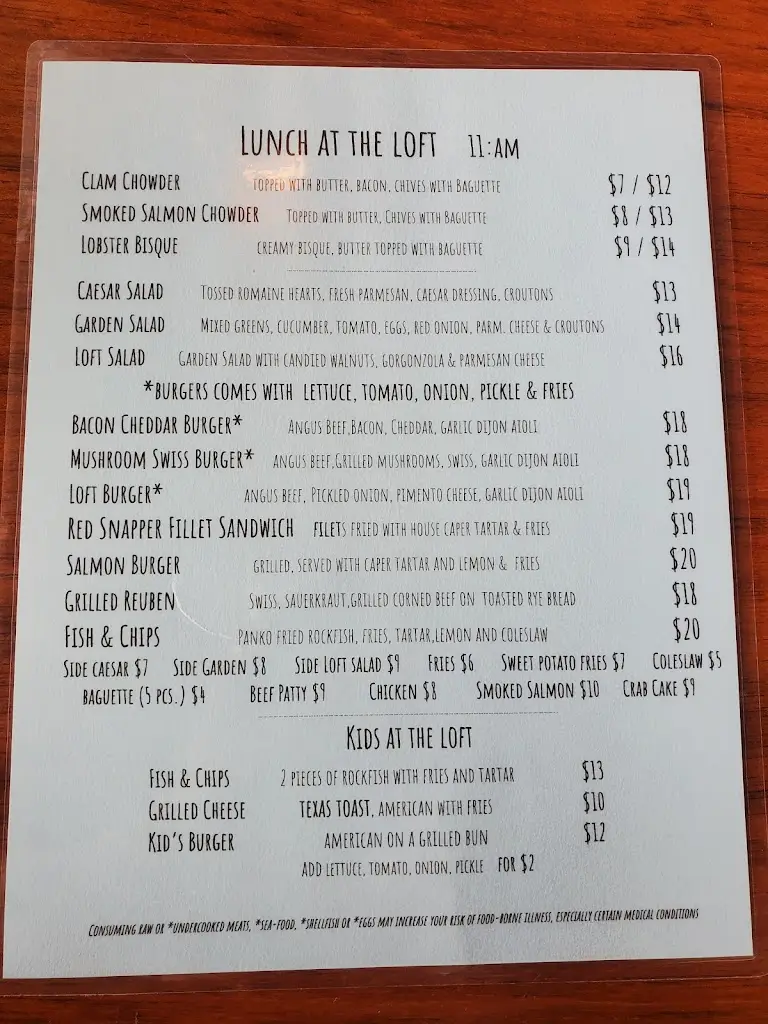 LUNCH AT THE LOFT 11:AM
CLAM CHOWDER TOPPED WITH BUTTER, BACON, CHIVES WITH BAGUETTE $7 / $12
SMOKED SALMON CHOWDER TOPPED WITH BUTTER, CHIVES WITH BAGUETTE $8 / $13
LOBSTER BISQUE CREAMY BISQUE, BUTTER TOPPED WITH BAGUETTE $9 / $14
CAESAR SALAD TOSSED ROMAINE HEARTS, FRESH PARMESAN, CAESAR DRESSING, CROUTONS $13
GARDEN SALAD MIXED GREENS, CUCUMBER, TOMATO, EGGS, RED ONION, PARM. CHEESE & CROUTONS $14
LOFT SALAD GARDEN SALAD WITH CANDIED WALNUTS, GORGONZOLA & PARMESAN CHEESE $16
*BURGERS COMES WITH LETTUCE, TOMATO, ONION, PICKLE & FRIES
BACON CHEDDAR BURGER* ANGUS BEEF,BACON, CHEDDAR, GARLIC DIJON AIOLI $18
MUSHROOM SWISS BURGER* ANGUS BEEF,GRILLED MUSHROOMS, SWISS, GARLIC DIJON AIOLI $18
LOFT BURGER* ANGUS BEEF, PICKLED ONION, PIMENTO CHEESE, GARLIC DIJON AIOLI $19
RED SNAPPER FILLET SANDWICH FILETS FRIED WITH HOUSE CAPER TARTAR & FRIES $19
SALMON BURGER GRILLED, SERVED WITH CAPER TARTAR AND LEMON & FRIES $20
GRILLED REUBEN SWISS, SAUERKRAUT,GRILLED CORNED BEEF ON TOASTED RYE BREAD $18
FISH & CHIPS PANKO FRIED ROCKFISH, FRIES, TARTAR,LEMON AND COLESLAW $20
SIDE CAESAR $7 SIDE GARDEN $8 SIDE LOFT SALAD $9 FRIES $6 SWEET POTATO FRIES $7 COLESLAW $5
BAGUETTE (5 PCS.) $4 BEEF PATTY $9 CHICKEN $8 SMOKED SALMON $10 CRAB CAKE $9
KIDS AT THE LOFT
FISH & CHIPS 2 PIECES OF ROCKFISH WITH FRIES AND TARTAR $13
GRILLED CHEESE TEXAS TOAST, AMERICAN WITH FRIES $10
KID'S BURGER AMERICAN ON A GRILLED BUN $12
ADD LETTUCE, TOMATO, ONION, PICKLE FOR $2
CONSUMING RAW OR *UNDERCOOKED MEATS, *SEA-FOOD, *SHELLFISH OR *EGGS MAY INCREASE YOUR RISK OF FOOD-BORNE ILLNESS, ESPECIALLY CERTAIN MEDICAL CONDITIONS